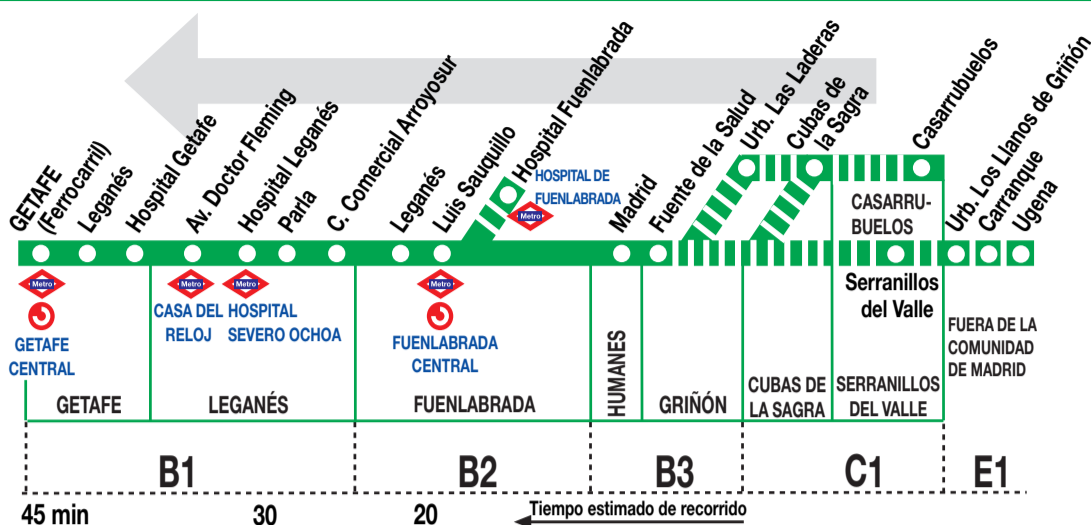 GETAFE
(Ferrocarril)
Leganés
Hospital Getafe
Av. Doctor Fleming
Hospital Leganés
Parla
C. Comercial Arroyosur
Leganés
Luis Sauquillo
Hospital Fuenlabrada
Madrid
Fuente de la Salud
Urb. Las Laderas
Cubas de
la Sagra
Casarrubuelos
Urb. Los Llanos de Griñón
Carranque
Ugena
Metro
HOSPITAL DE
FUENLABRADA
CASARRU-
BUELOS
Serranillos
del Valle
Metro
GETAFE
CENTRAL
Metro
CASA DEL
RELOJ
Metro
HOSPITAL
SEVERO OCHOA
Metro
FUENLABRADA
CENTRAL
FUERA DE LA
COMUNIDAD
DE MADRID
GETAFE
LEGANÉS
FUENLABRADA
HUMANES
GRIÑÓN
CUBAS DE
LA SAGRA
SERRANILLOS
DEL VALLE
B1
B2
B3
C1
E1
45 min
30
20
Tiempo estimado de recorrido